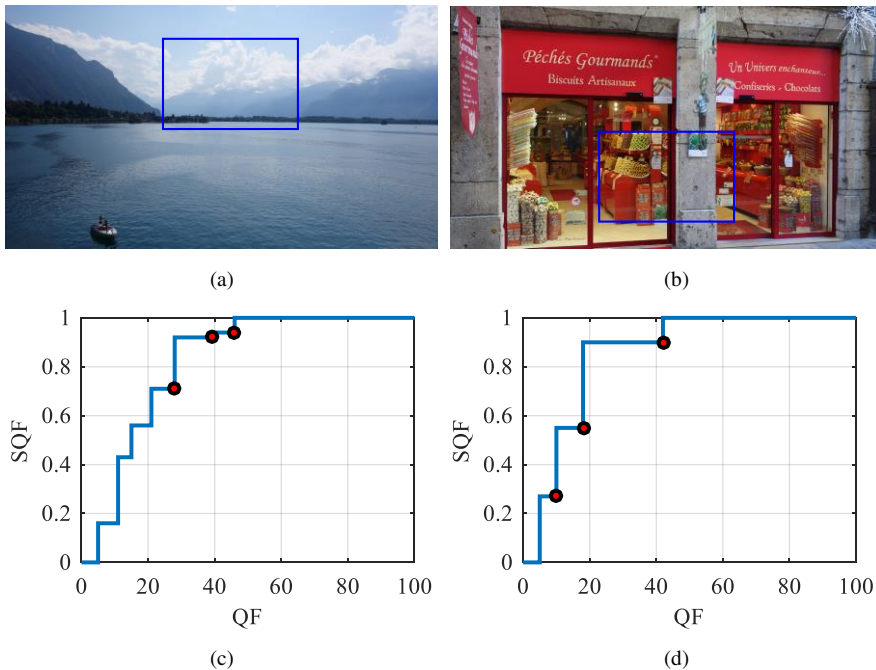 Péchés Gourmands
Biscuits Artisanaux
Un Univers enchanteur...
Confiseries - Chocolats
(a)
(b)
1
0.8
0.6
0.4
0.2
0
0 20 40 60 80 100
SQF
QF
1
0.8
0.6
0.4
0.2
0
0 20 40 60 80 100
SQF
QF
(c)
(d)